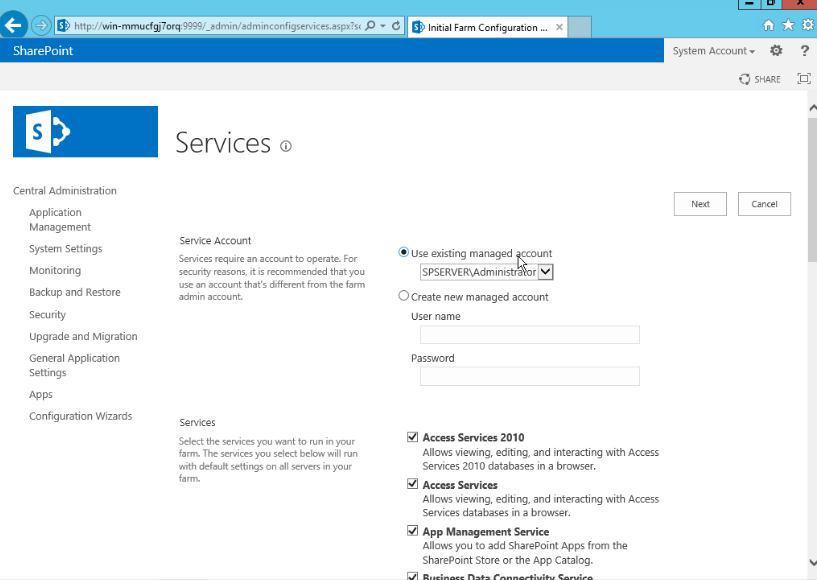 http://win-mmucfgj7orq:9999/_admin/adminconfigservices.aspx?sc
Initial Farm Configuration ...
SharePoint
System Account
?
SHARE
S
Services
Central Administration
Application
Management
System Settings
Monitoring
Backup and Restore
Security
Upgrade and Migration
General Application
Settings
Apps
Configuration Wizards
Next
Cancel
Service Account
Services require an account to operate. For
security reasons, it is recommended that you
use an account that's different from the farm
admin account.
Use existing managed account
SPSERVER\Administrator
Create new managed account
User name
Password
Services
Select the services you want to run in your
farm. The services you select below will run
with default settings on all servers in your
farm.
Access Services 2010
Allows viewing, editing, and interacting with Access
Services 2010 databases in a browser.
Access Services
Allows viewing, editing, and interacting with Access
Services databases in a browser.
App Management Service
Allows you to add SharePoint Apps from the
SharePoint Store or the App Catalog.
Business Data Connectivity Service